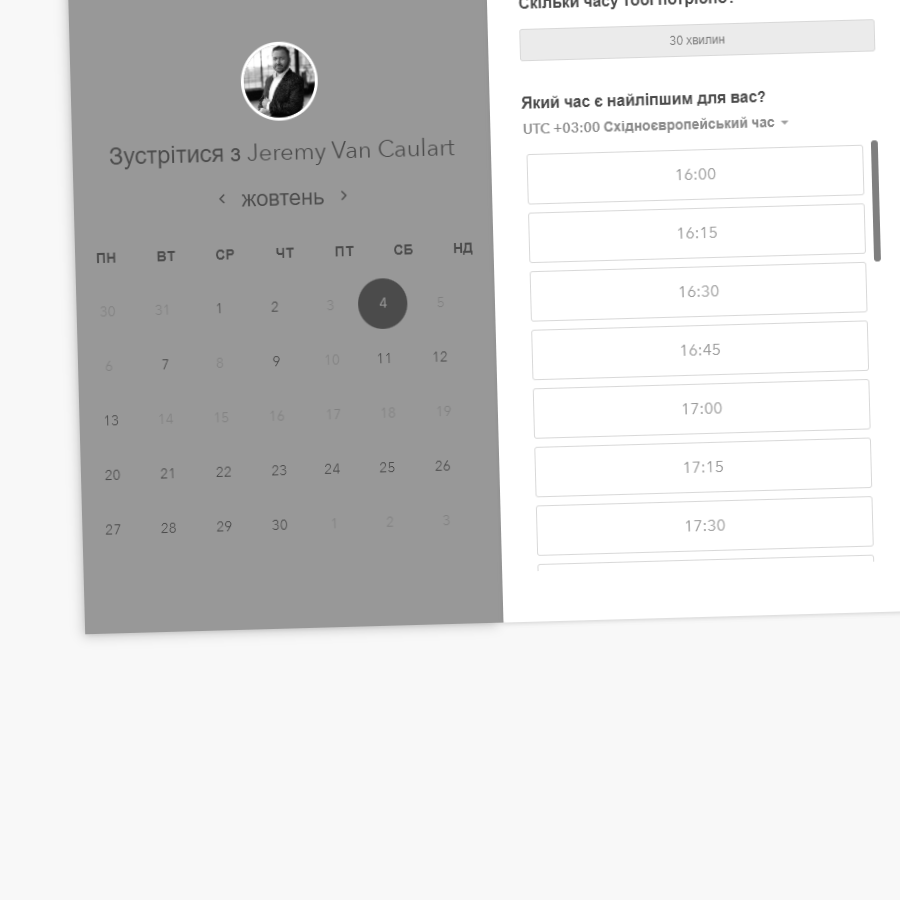 Зустрітися з Jeremy Van Caulart
< жовтень >
ПН ВТ СР ЧТ ПТ СБ НД
30 31 1 2 3 4 5
6 7 8 9 10 11 12
13 14 15 16 17 18 19
20 21 22 23 24 25 26
27 28 29 30 1 2 3
Скільки часу тобі потрібно?
30 хвилин
Який час є найліпшим для вас?
UTC +03:00 Східноєвропейський час
16:00
16:15
16:30
16:45
17:00
17:15
17:30